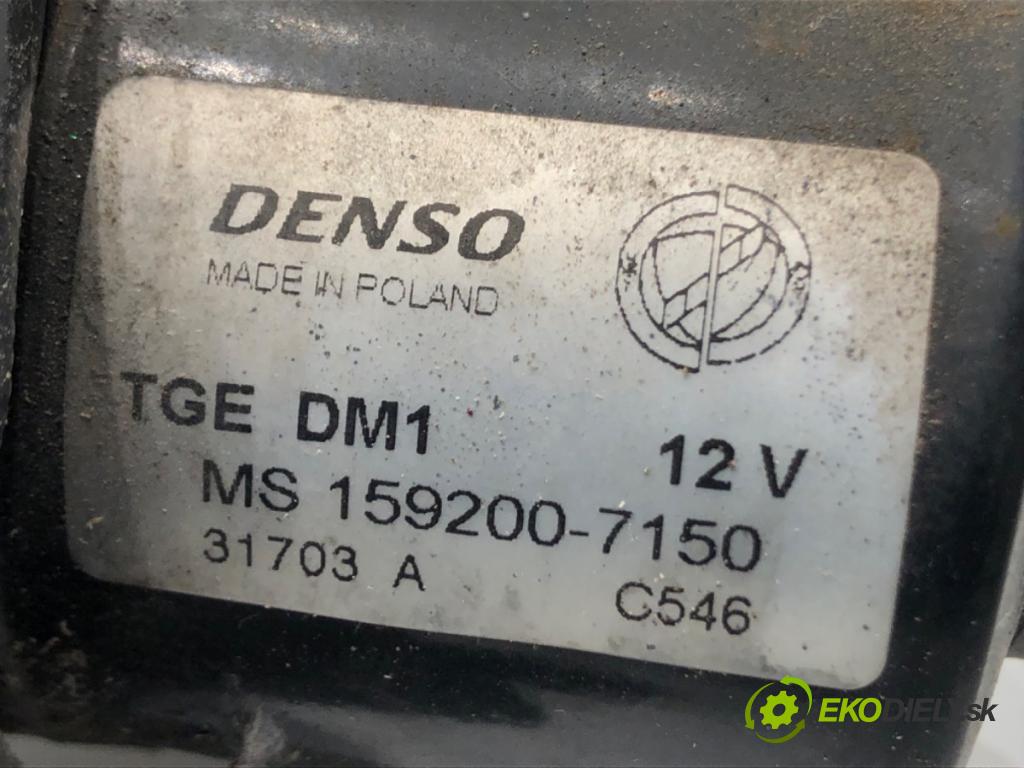 DENSO
MADE IN POLAND
TGE DM1 12 V
MS 159200-7150
31703 A C546
EKODIELY.sk